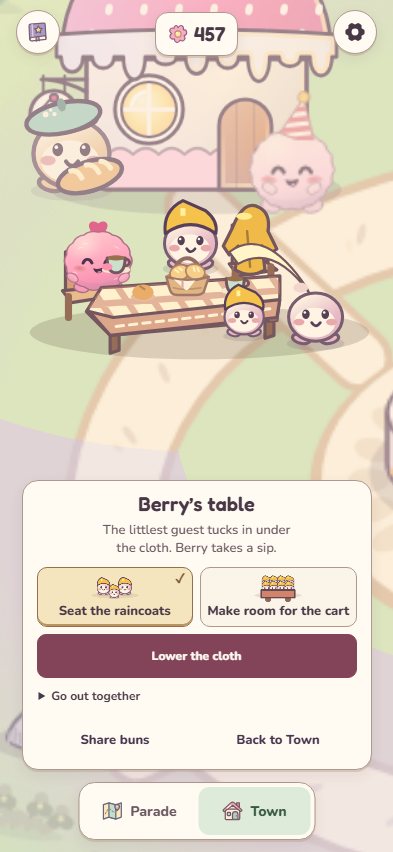 457
Berry's table
The littlest guest tucks in under
the cloth. Berry takes a sip.
Seat the raincoats
Make room for the cart
Lower the cloth
Go out together
Share buns
Back to Town
Parade
Town